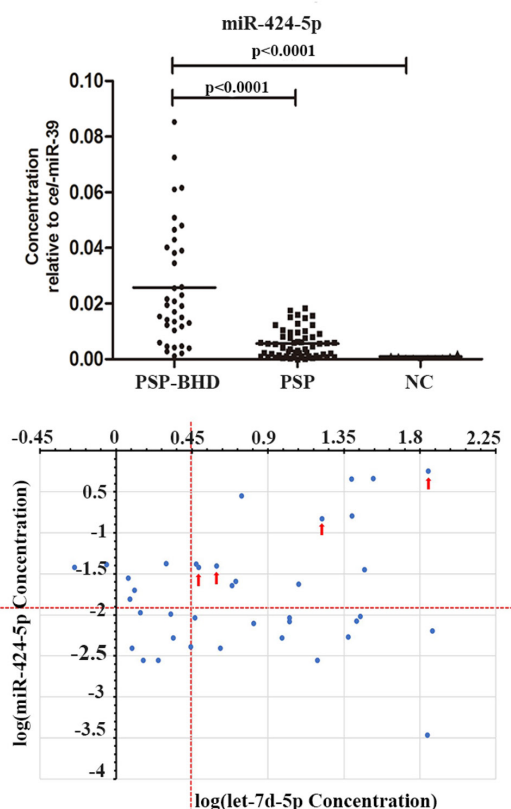 miR-424-5p
p<0.0001
p<0.0001
Concentration
relative to cel-miR-39
0.10
0.08
0.06
0.04
0.02
0.00
PSP-BHD PSP NC
-0.45 0 0.45 0.9 1.35 1.8 2.25
log(miR-424-5p Concentration)
0.5
-1
-1.5
-2
-2.5
-3
-3.5
-4
log(let-7d-5p Concentration)